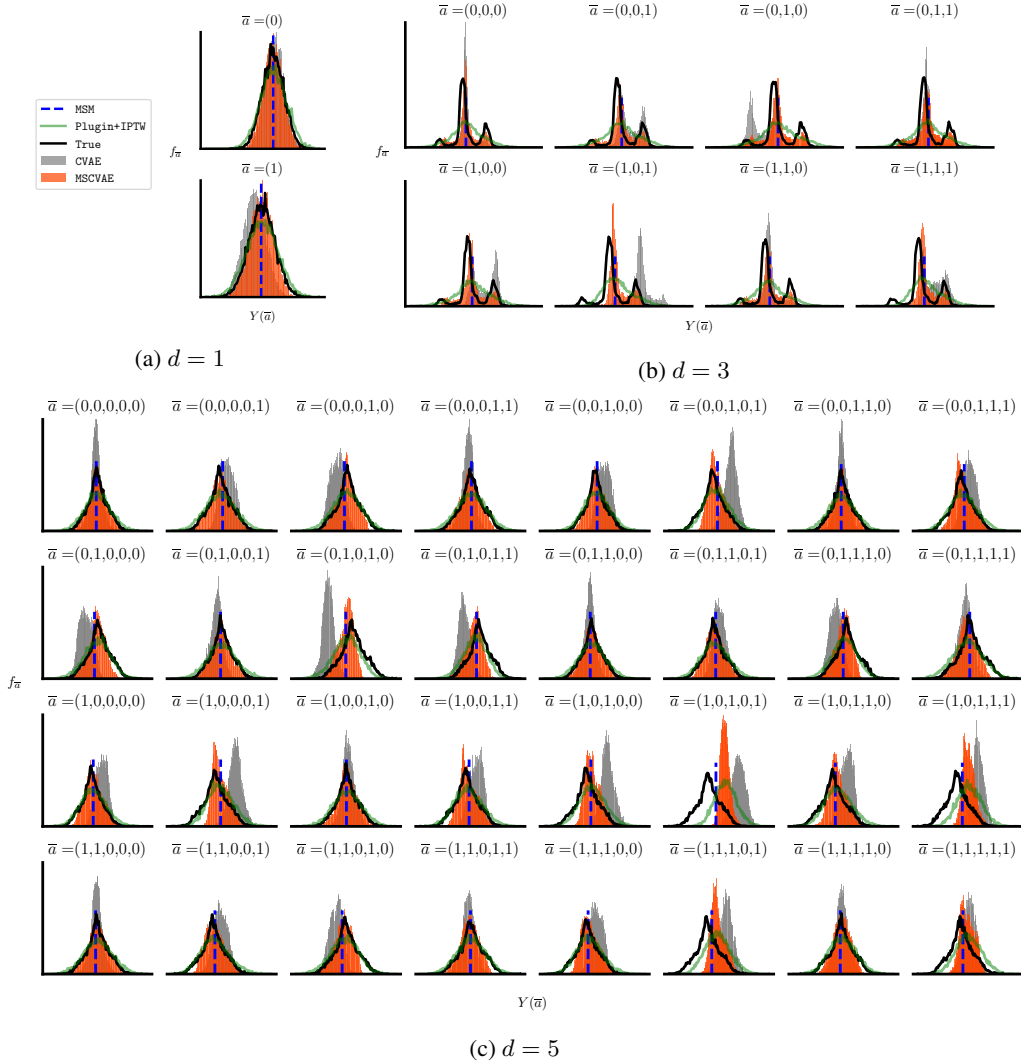 a̅ =(0)
MSM
Plugin+IPTW
True
CVAE
MSCVAE
f_a̅
a̅ =(1)
Y(a̅)
(a) d = 1
a̅ =(0,0,0) a̅ =(0,0,1) a̅ =(0,1,0) a̅ =(0,1,1)
f_a̅
a̅ =(1,0,0) a̅ =(1,0,1) a̅ =(1,1,0) a̅ =(1,1,1)
Y(a̅)
(b) d = 3
a̅ =(0,0,0,0,0) a̅ =(0,0,0,0,1) a̅ =(0,0,0,1,0) a̅ =(0,0,0,1,1) a̅ =(0,0,1,0,0) a̅ =(0,0,1,0,1) a̅ =(0,0,1,1,0) a̅ =(0,0,1,1,1)
a̅ =(0,1,0,0,0) a̅ =(0,1,0,0,1) a̅ =(0,1,0,1,0) a̅ =(0,1,0,1,1) a̅ =(0,1,1,0,0) a̅ =(0,1,1,0,1) a̅ =(0,1,1,1,0) a̅ =(0,1,1,1,1)
f_a̅
a̅ =(1,0,0,0,0) a̅ =(1,0,0,0,1) a̅ =(1,0,0,1,0) a̅ =(1,0,0,1,1) a̅ =(1,0,1,0,0) a̅ =(1,0,1,0,1) a̅ =(1,0,1,1,0) a̅ =(1,0,1,1,1)
a̅ =(1,1,0,0,0) a̅ =(1,1,0,0,1) a̅ =(1,1,0,1,0) a̅ =(1,1,0,1,1) a̅ =(1,1,1,0,0) a̅ =(1,1,1,0,1) a̅ =(1,1,1,1,0) a̅ =(1,1,1,1,1)
Y(a̅)
(c) d = 5